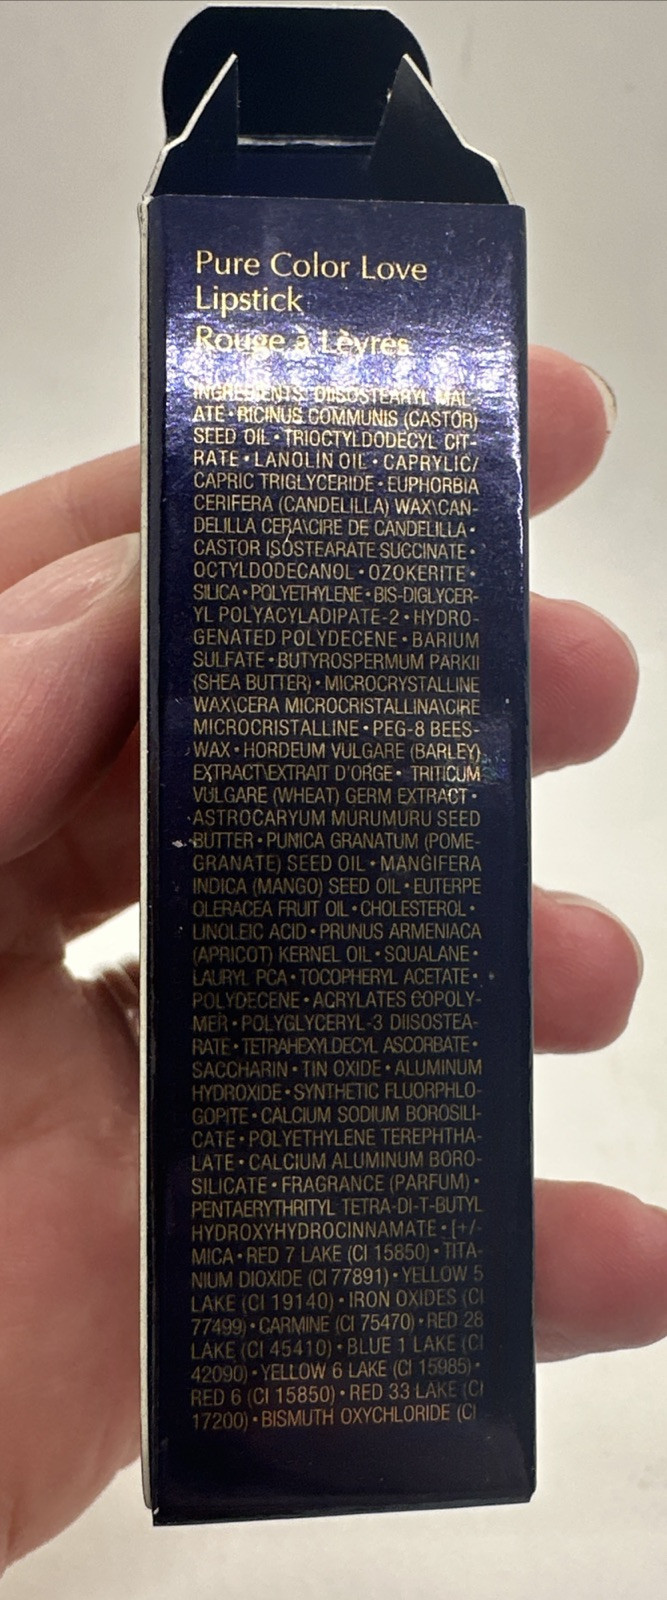 Pure Color Love
Lipstick
Rouge à Lèvres
INGREDIENTS: DIISOSTEARYL MAL-
ATE • RICINUS COMMUNIS (CASTOR)
SEED OIL • TRIOCTYLDODECYL CIT-
RATE • LANOLIN OIL • CAPRYLIC/
CAPRIC TRIGLYCERIDE • EUPHORBIA
CERIFERA (CANDELILLA) WAX\CAN-
DELILLA CERA\CIRE DE CANDELILLA •
CASTOR ISOSTEARATE SUCCINATE •
OCTYLDODECANOL • OZOKERITE •
SILICA • POLYETHYLENE • BIS-DIGLYCER-
YL POLYACYLADIPATE-2 • HYDRO-
GENATED POLYDECENE • BARIUM
SULFATE • BUTYROSPERMUM PARKII
(SHEA BUTTER) • MICROCRYSTALLINE
WAX\CERA MICROCRISTALLINA\CIRE
MICROCRISTALLINE • PEG-8 BEES-
WAX • HORDEUM VULGARE (BARLEY)
EXTRACT\EXTRAIT D'ORGE • TRITICUM
VULGARE (WHEAT) GERM EXTRACT •
ASTROCARYUM MURUMURU SEED
BUTTER • PUNICA GRANATUM (POME-
GRANATE) SEED OIL • MANGIFERA
INDICA (MANGO) SEED OIL • EUTERPE
OLERACEA FRUIT OIL • CHOLESTEROL •
LINOLEIC ACID • PRUNUS ARMENIACA
(APRICOT) KERNEL OIL • SQUALANE •
LAURYL PCA • TOCOPHERYL ACETATE •
POLYDECENE • ACRYLATES COPOLY-
MER • POLYGLYCERYL-3 DIISOSTEA-
RATE • TETRAHEXYLDECYL ASCORBATE •
SACCHARIN • TIN OXIDE • ALUMINUM
HYDROXIDE • SYNTHETIC FLUORPHLO-
GOPITE • CALCIUM SODIUM BOROSILI-
CATE • POLYETHYLENE TEREPHTHA-
LATE • CALCIUM ALUMINUM BORO-
SILICATE • FRAGRANCE (PARFUM) •
PENTAERYTHRITYL TETRA-DI-T-BUTYL
HYDROXYHYDROCINNAMATE • [+/-
MICA • RED 7 LAKE (CI 15850) • TITA-
NIUM DIOXIDE (CI 77891) • YELLOW 5
LAKE (CI 19140) • IRON OXIDES (CI
77499) • CARMINE (CI 75470) • RED 28
LAKE (CI 45410) • BLUE 1 LAKE (CI
42090) • YELLOW 6 LAKE (CI 15985) •
RED 6 (CI 15850) • RED 33 LAKE (CI
17200) • BISMUTH OXYCHLORIDE (CI